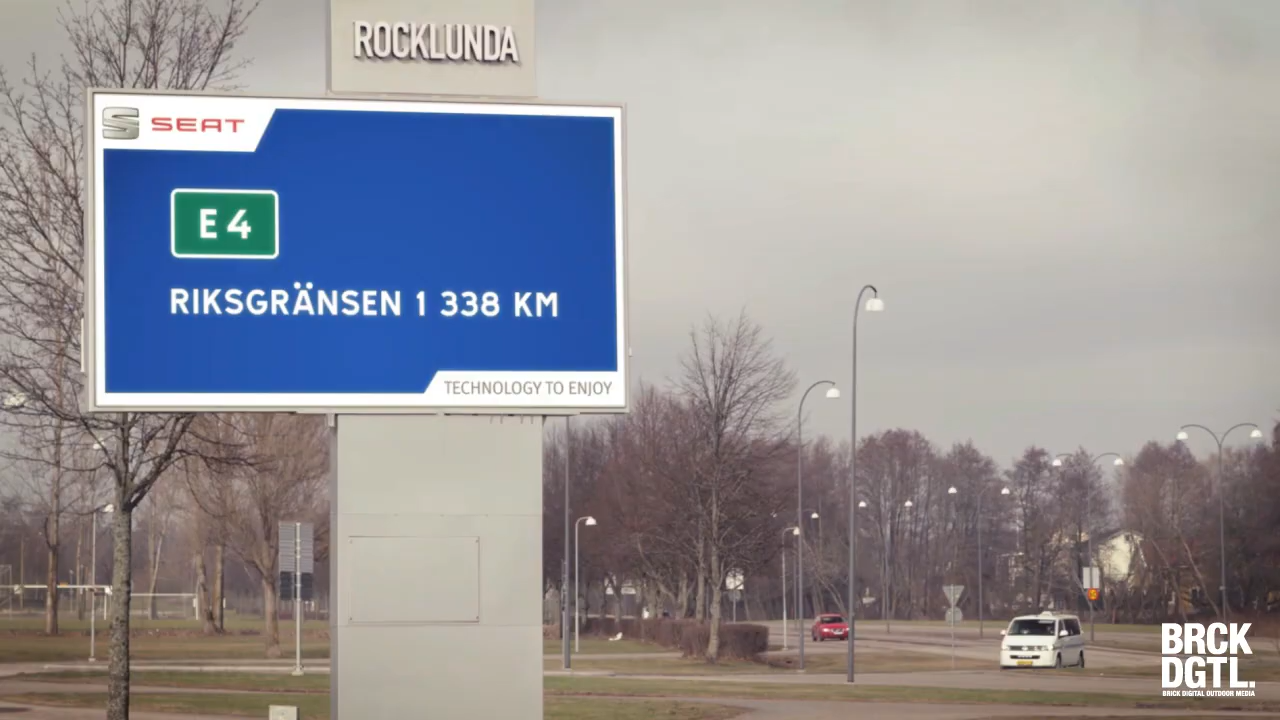 ROCKLUNDA
SEAT
E 4
RIKSGRÄNSEN 1 338 KM
TECHNOLOGY TO ENJOY
BRCK
DGTL.
BRICK DIGITAL OUTDOOR MEDIA